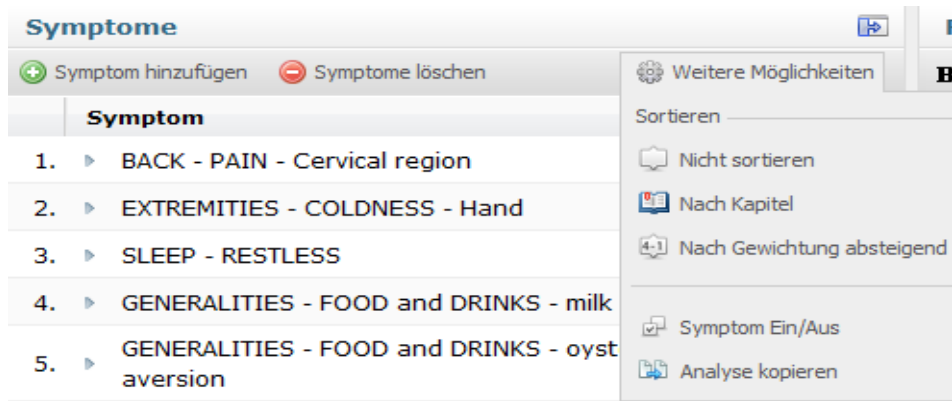 Symptome
Symptom hinzufügen Symptome löschen Weitere Möglichkeiten
Symptom
1. BACK - PAIN - Cervical region
2. EXTREMITIES - COLDNESS - Hand
3. SLEEP - RESTLESS
4. GENERALITIES - FOOD and DRINKS - milk
5. GENERALITIES - FOOD and DRINKS - oyst
aversion
Sortieren
Nicht sortieren
Nach Kapitel
4-1 Nach Gewichtung absteigend
Symptom Ein/Aus
Analyse kopieren